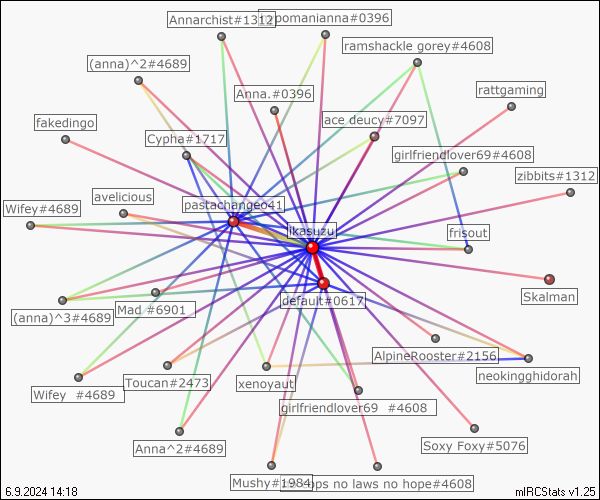 Annarchist#1312
pomanianna#0396
ramshackle gorey#4608
(anna)^2#4689
rattgaming
Anna.#0396
fakedingo
ace deucy#7097
Cypha#1717
girlfriendlover69#4608
zibbits#1312
avelicious
Wifey#4689
pastachangeo41
ikasuzu
frisout
Skalman
default#0617
(anna)^3#4689
Mad #6901
AlpineRooster#2156
Toucan#2473
xenoyaut
neokingghidorah
Wifey #4689
girlfriendlover69 #4608
Anna^2#4689
Soxy Foxy#5076
Mushy#1984
ops no laws no hope#4608
6.9.2024 14:18
mIRCStats v1.25